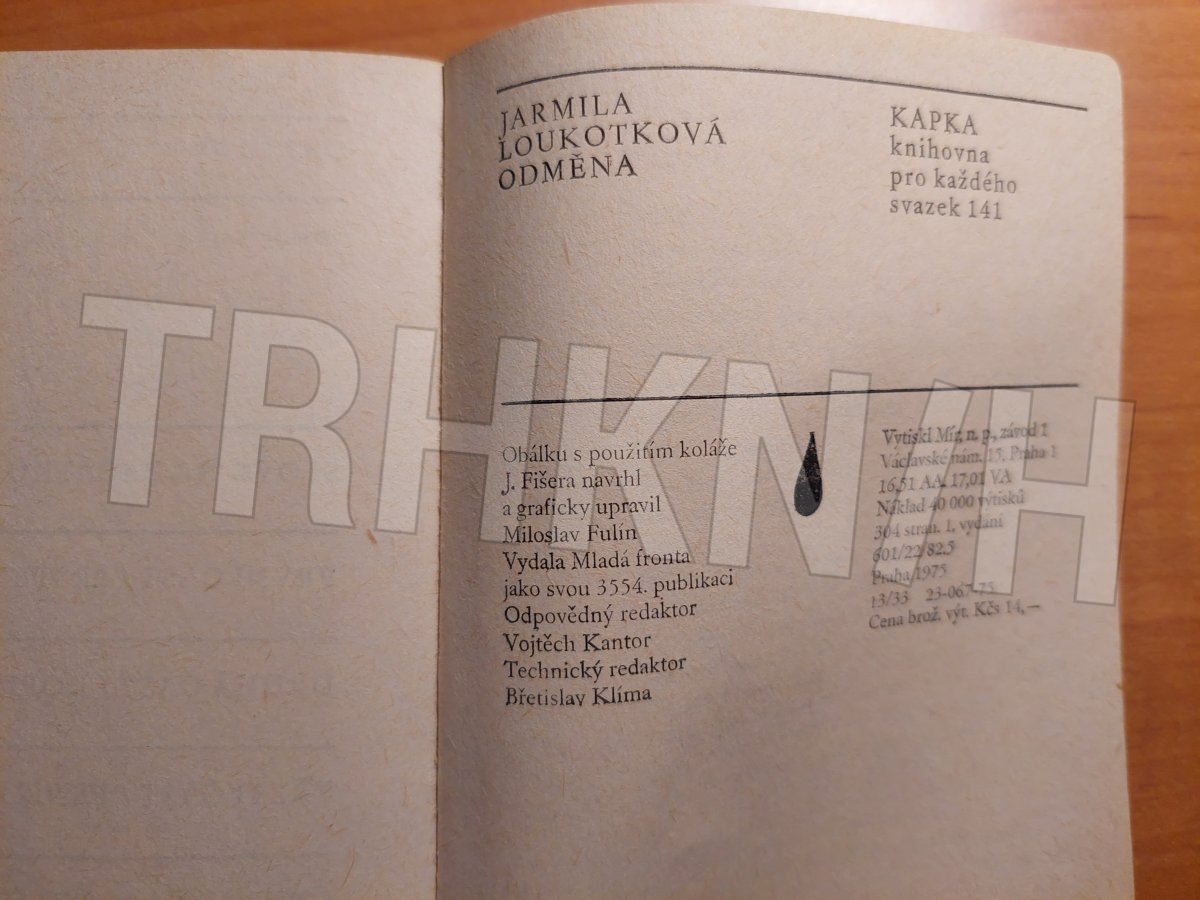 JARMILA
LOUKOTKOVÁ
ODMĚNA
KAPKA
knihovna
pro každého
svazek 141
Obálku s použitím koláže
J. Fišera navrhl
a graficky upravil
Miloslav Fulín
Vydala Mladá fronta
jako svou 3554. publikaci
Odpovědný redaktor
Vojtěch Kantor
Technický redaktor
Břetislav Klíma
Vytiskl Mír, n. p., závod 1
Václavské nám. 15, Praha 1
16,51 AA, 17,01 VA
Náklad 40 000 výtisků
304 stran. 1. vydání
601/22/82.5
Praha 1975
13/33 23-067-75
Cena brož. výt. Kčs 14,—
TRHKNIH